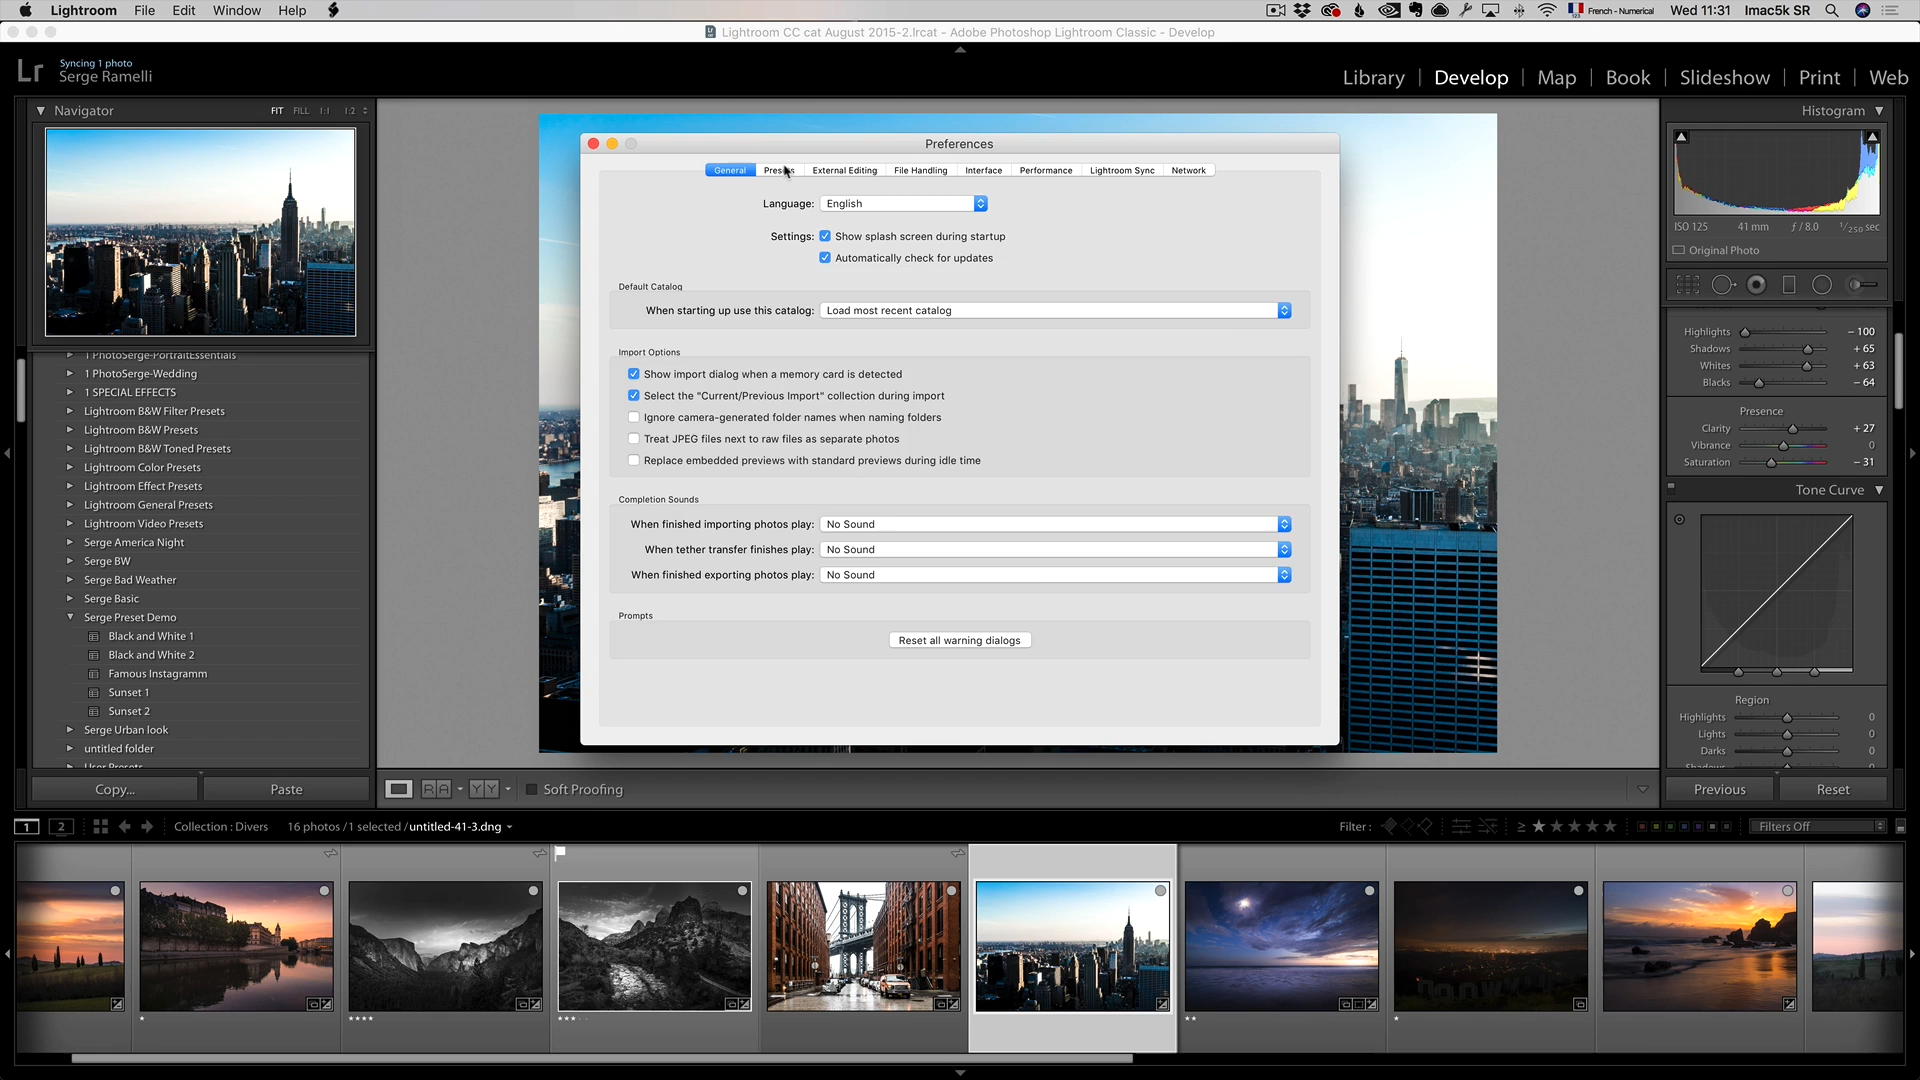 Lightroom File Edit Window Help
French - Numerical Wed 11:31 Imac5k SR
Lightroom CC cat August 2015-2.lrcat - Adobe Photoshop Lightroom Classic - Develop
Lr
Syncing 1 photo
Serge Ramelli
Library | Develop | Map | Book | Slideshow | Print | Web
Navigator FIT FILL 1:1 1:2
1 PhotoSerge-PortraitEssentials
1 PhotoSerge-Wedding
1 SPECIAL EFFECTS
Lightroom B&W Filter Presets
Lightroom B&W Presets
Lightroom B&W Toned Presets
Lightroom Color Presets
Lightroom Effect Presets
Lightroom General Presets
Lightroom Video Presets
Serge America Night
Serge BW
Serge Bad Weather
Serge Basic
Serge Preset Demo
Black and White 1
Black and White 2
Famous Instagramm
Sunset 1
Sunset 2
Serge Urban look
untitled folder
User Presets
Copy... Paste
Preferences
General Presets External Editing File Handling Interface Performance Lightroom Sync Network
Language: English
Settings: Show splash screen during startup
Automatically check for updates
Default Catalog
When starting up use this catalog: Load most recent catalog
Import Options
Show import dialog when a memory card is detected
Select the "Current/Previous Import" collection during import
Ignore camera-generated folder names when naming folders
Treat JPEG files next to raw files as separate photos
Replace embedded previews with standard previews during idle time
Completion Sounds
When finished importing photos play: No Sound
When tether transfer finishes play: No Sound
When finished exporting photos play: No Sound
Prompts
Reset all warning dialogs
Histogram
ISO 125 41 mm ƒ / 8.0 1/250 sec
Original Photo
Highlights - 100
Shadows + 65
Whites + 63
Blacks - 64
Presence
Clarity + 27
Vibrance 0
Saturation - 31
Tone Curve
Region
Highlights 0
Lights 0
Darks 0
Shadows
Previous Reset
RA YY Soft Proofing
1 2 Collection : Divers 16 photos / 1 selected / untitled-41-3.dng
Filter : ≥ Filters Off